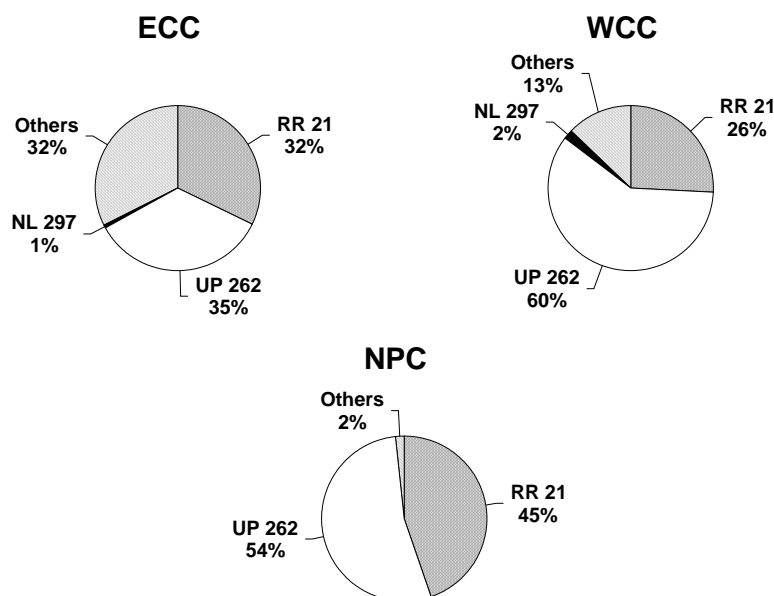 ECC
Others
32%
RR 21
32%
NL 297
1%
UP 262
35%
WCC
Others
13%
NL 297
2%
RR 21
26%
UP 262
60%
NPC
Others
2%
RR 21
45%
UP 262
54%